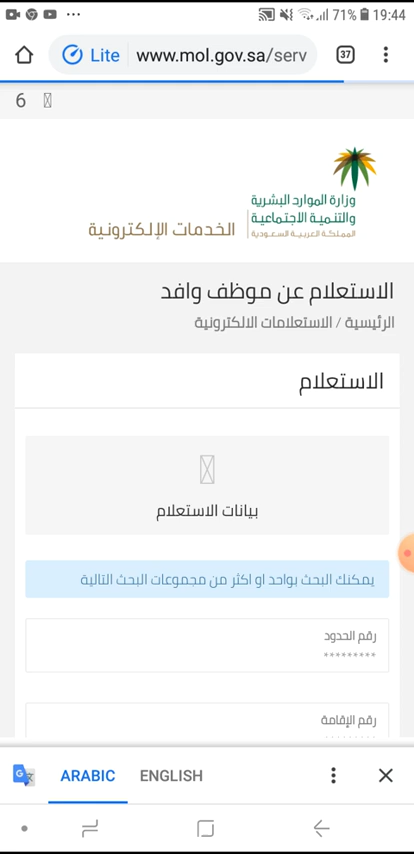 71% 19:44
Lite www.mol.gov.sa/serv 37
6
وزارة الموارد البشرية
والتنمية الاجتماعية
المملكة العربية السعودية
الخدمات الإلكترونية
الاستعلام عن موظف وافد
الرئيسية / الاستعلامات الالكترونية
الاستعلام
بيانات الاستعلام
يمكنك البحث بواحد او اكثر من مجموعات البحث التالية
رقم الحدود
*********
رقم الإقامة
ARABIC ENGLISH